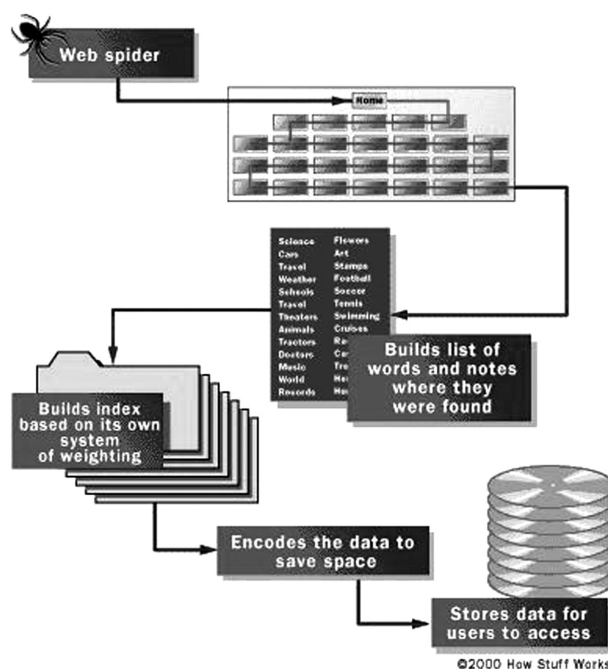 Web spider
Home
Science Flowers
Cars Art
Travel Stamps
Weather Football
Schools Soccer
Travel Tennis
Theaters Swimming
Animals Cruises
Tractors
Doctors
Music
World
Records
Builds list of
words and notes
where they
were found
Builds index
based on its own
system
of weighting
Encodes the data to
save space
Stores data for
users to access
©2000 How Stuff Works